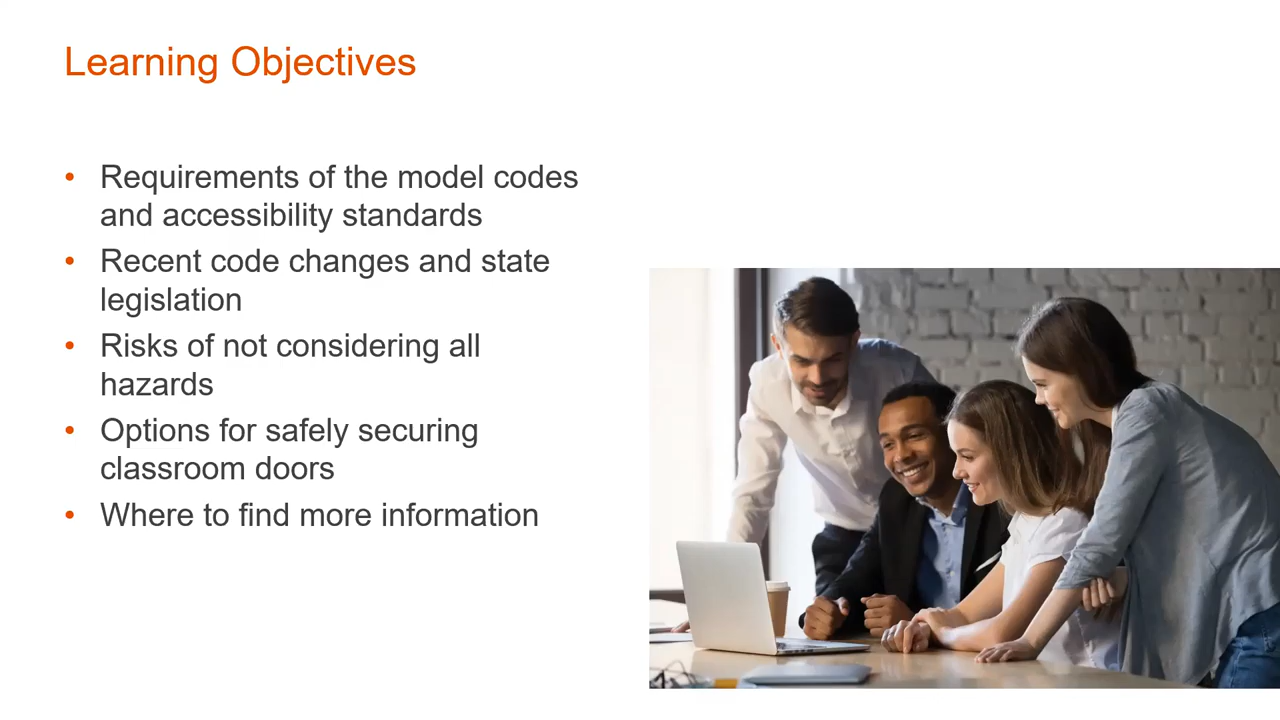 Learning Objectives
• Requirements of the model codes
and accessibility standards
• Recent code changes and state
legislation
• Risks of not considering all
hazards
• Options for safely securing
classroom doors
• Where to find more information